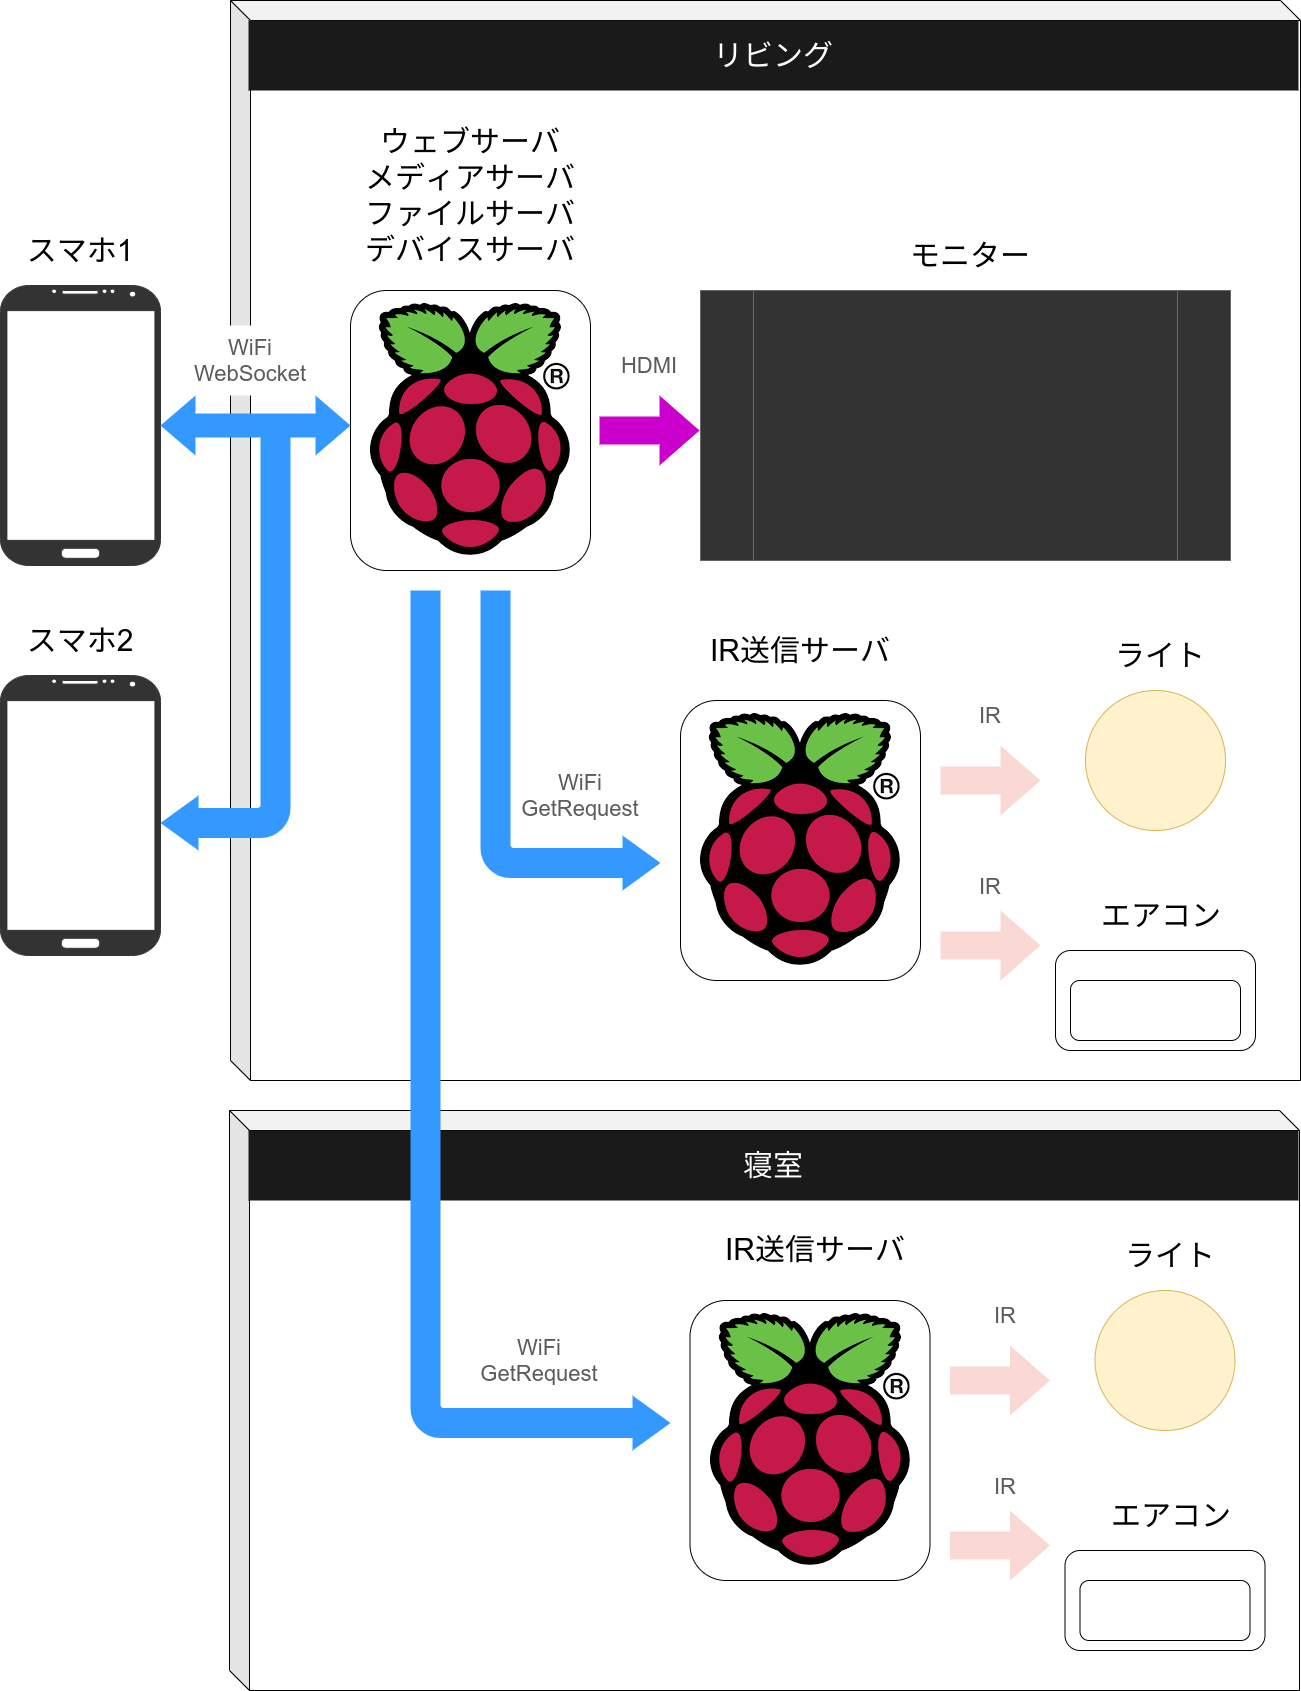 リビング
ウェブサーバ
メディアサーバ
ファイルサーバ
デバイスサーバ
スマホ1
モニター
WiFi
WebSocket
HDMI
®
スマホ2
IR送信サーバ
ライト
IR
WiFi
GetRequest
®
IR
エアコン
寝室
IR送信サーバ
ライト
IR
WiFi
GetRequest
®
IR
エアコン